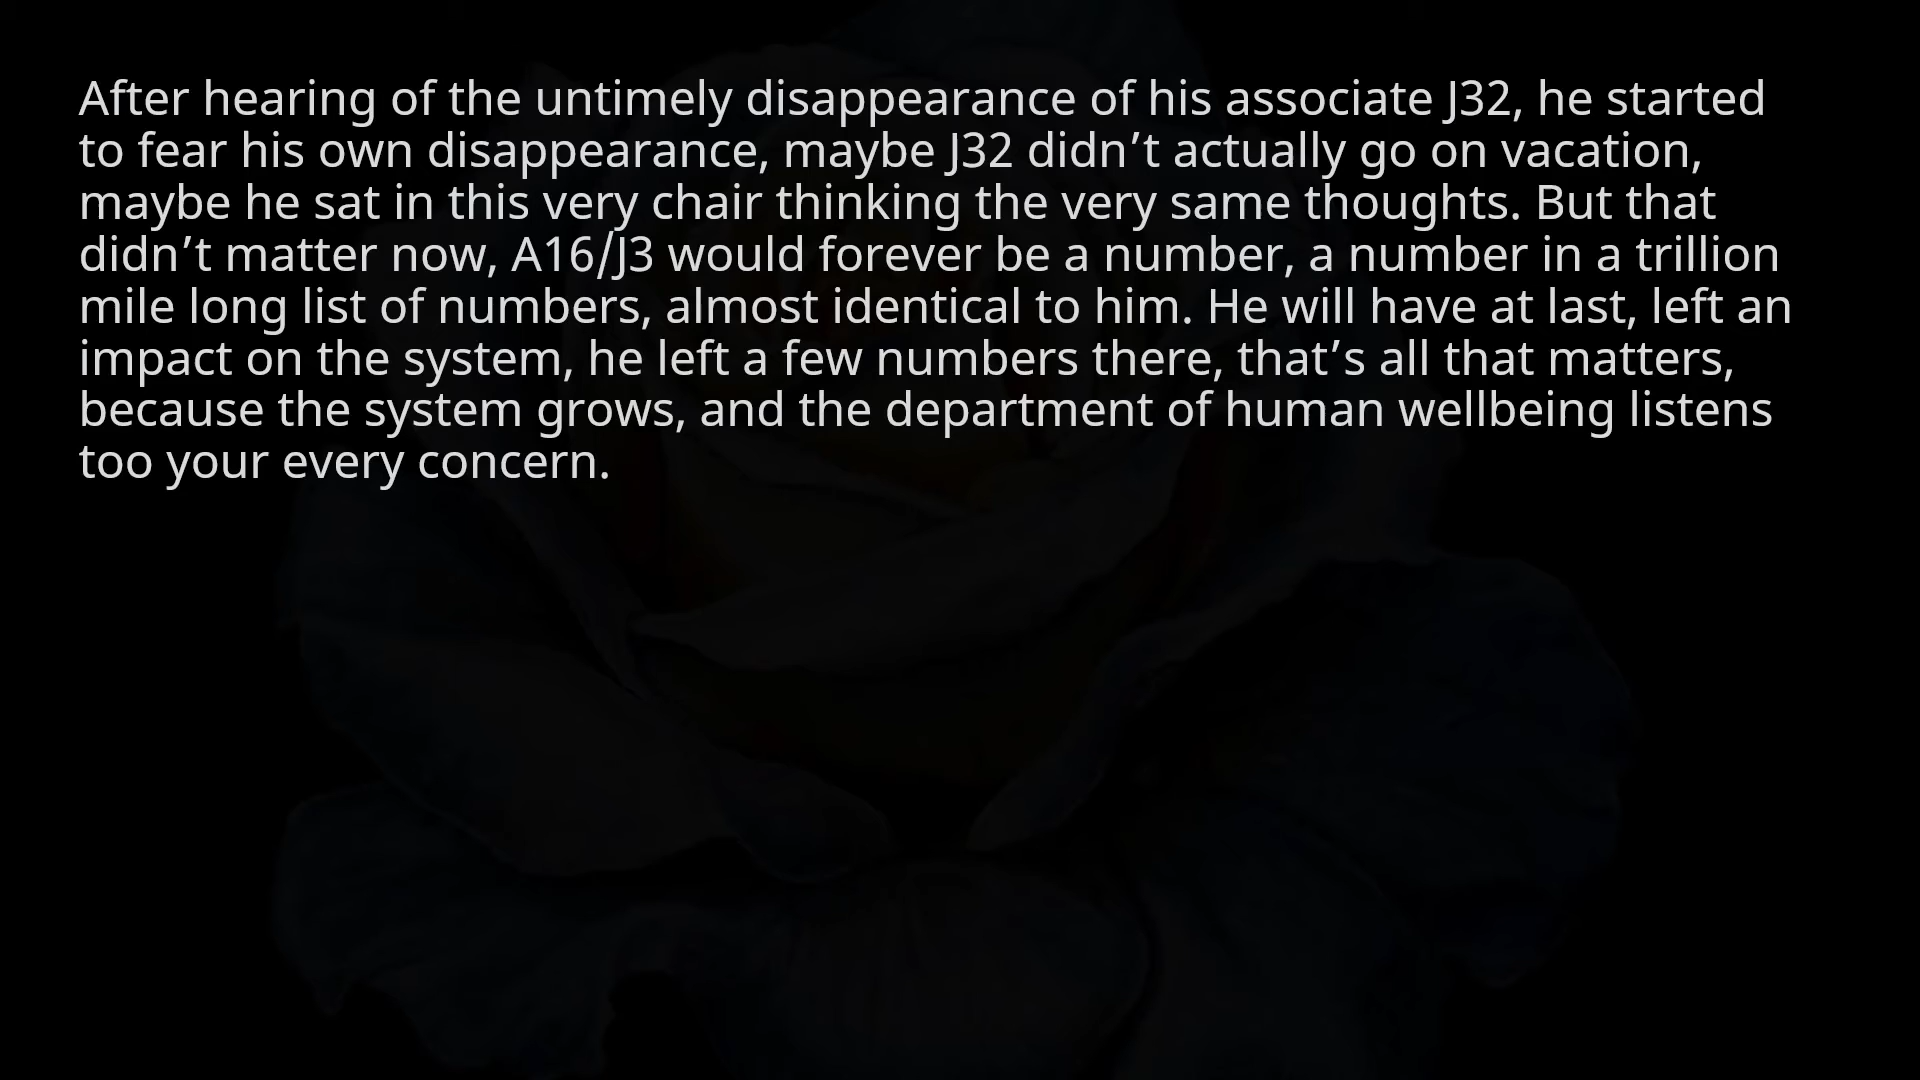 After hearing of the untimely disappearance of his associate J32, he started
to fear his own disappearance, maybe J32 didn’t actually go on vacation,
maybe he sat in this very chair thinking the very same thoughts. But that
didn’t matter now, A16/J3 would forever be a number, a number in a trillion
mile long list of numbers, almost identical to him. He will have at last, left an
impact on the system, he left a few numbers there, that’s all that matters,
because the system grows, and the department of human wellbeing listens
too your every concern.